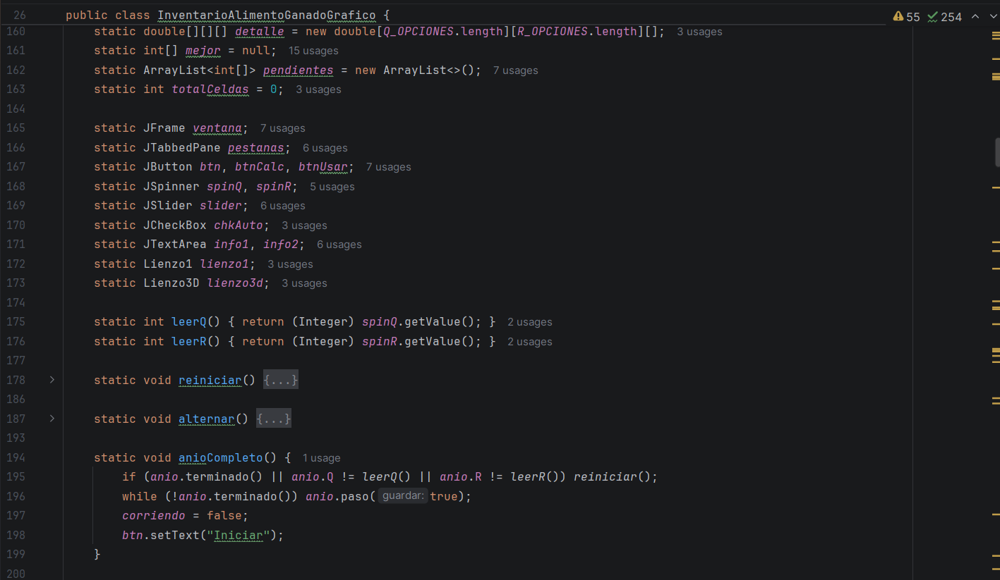 26 public class InventarioAlimentoGanadoGrafico { 55 254
160 static double[][][] detalle = new double[Q_OPCIONES.length][R_OPCIONES.length][]; 3 usages
161 static int[] mejor = null; 15 usages
162 static ArrayList<int[]> pendientes = new ArrayList<>(); 7 usages
163 static int totalCeldas = 0; 3 usages
164
165 static JFrame ventana; 7 usages
166 static JTabbedPane pestanas; 6 usages
167 static JButton btn, btnCalc, btnUsar; 7 usages
168 static JSpinner spinQ, spinR; 5 usages
169 static JSlider slider; 6 usages
170 static JCheckBox chkAuto; 3 usages
171 static JTextArea info1, info2; 6 usages
172 static Lienzo1 lienzo1; 3 usages
173 static Lienzo3D lienzo3d; 3 usages
174
175 static int leerQ() { return (Integer) spinQ.getValue(); } 2 usages
176 static int leerR() { return (Integer) spinR.getValue(); } 2 usages
177
178 static void reiniciar() {...}
186
187 static void alternar() {...}
193
194 static void anioCompleto() { 1 usage
195 if (anio.terminado() || anio.Q != leerQ() || anio.R != leerR()) reiniciar();
196 while (!anio.terminado()) anio.paso( guardar: true);
197 corriendo = false;
198 btn.setText("Iniciar");
199 }
200